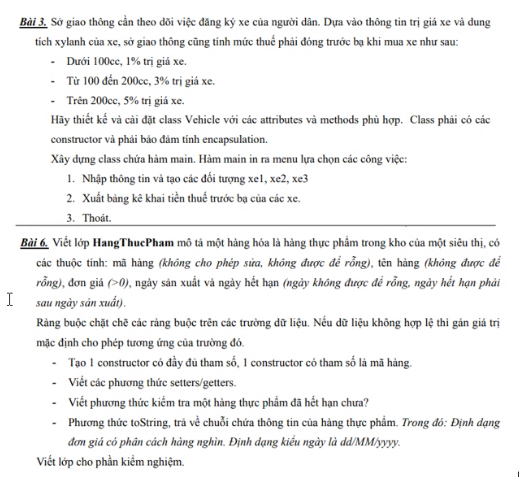 Bài 3. Sở giao thông cần theo dõi việc đăng ký xe của người dân. Dựa vào thông tin trị giá xe và dung
tích xylanh của xe, sở giao thông cũng tính mức thuế phải đóng trước bạ khi mua xe như sau:
- Dưới 100cc, 1% trị giá xe.
- Từ 100 đến 200cc, 3% trị giá xe.
- Trên 200cc, 5% trị giá xe.
Hãy thiết kế và cài đặt class Vehicle với các attributes và methods phù hợp. Class phải có các
constructor và phải bảo đảm tính encapsulation.
Xây dựng class chứa hàm main. Hàm main in ra menu lựa chọn các công việc:
1. Nhập thông tin và tạo các đối tượng xe1, xe2, xe3
2. Xuất bảng kê khai tiền thuế trước bạ của các xe.
3. Thoát.
Bài 6. Viết lớp HangThucPham mô tả một hàng hóa là hàng thực phẩm trong kho của một siêu thị, có
các thuộc tính: mã hàng (không cho phép sửa, không được để rỗng), tên hàng (không được để
rỗng), đơn giá (>0), ngày sản xuất và ngày hết hạn (ngày không được để rỗng, ngày hết hạn phải
sau ngày sản xuất).
Ràng buộc chặt chẽ các ràng buộc trên các trường dữ liệu. Nếu dữ liệu không hợp lệ thì gán giá trị
mặc định cho phép tương ứng của trường đó.
- Tạo 1 constructor có đầy đủ tham số, 1 constructor có tham số là mã hàng.
- Viết các phương thức setters/getters.
- Viết phương thức kiểm tra một hàng thực phẩm đã hết hạn chưa?
- Phương thức toString, trả về chuỗi chứa thông tin của hàng thực phẩm. Trong đó: Định dạng
đơn giá có phân cách hàng nghìn. Định dạng kiểu ngày là dd/MM/yyyy.
Viết lớp cho phần kiểm nghiệm.